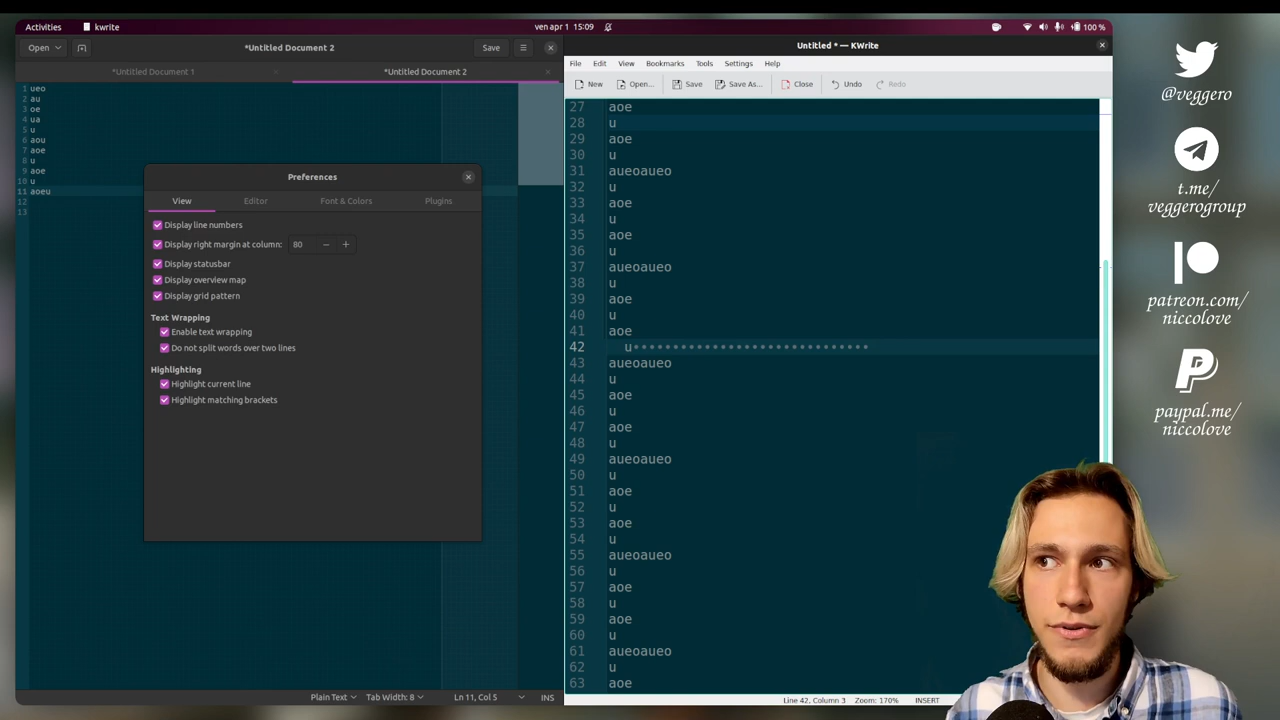 Activities
kwrite
ven apr 1 15:09
100 %
Open
*Untitled Document 2
Save
*Untitled Document 1
*Untitled Document 2
1 ueo
2 au
3 oe
4 ua
5 u
6 aou
7 aoe
8 u
9 aoe
10 u
11 aoeu
12
13
Preferences
View
Editor
Font & Colors
Plugins
Display line numbers
Display right margin at column: 80
Display statusbar
Display overview map
Display grid pattern
Text Wrapping
Enable text wrapping
Do not split words over two lines
Highlighting
Highlight current line
Highlight matching brackets
Plain Text
Tab Width: 8
Ln 11, Col 5
INS
Untitled * — KWrite
File Edit View Bookmarks Tools Settings Help
New Open... Save Save As... Close Undo Redo
27 aoe
28 u
29 aoe
30 u
31 aueoaueo
32 u
33 aoe
34 u
35 aoe
36 u
37 aueoaueo
38 u
39 aoe
40 u
41 aoe
42 u
43 aueoaueo
44 u
45 aoe
46 u
47 aoe
48 u
49 aueoaueo
50 u
51 aoe
52 u
53 aoe
54 u
55 aueoaueo
56 u
57 aoe
58 u
59 aoe
60 u
61 aueoaueo
62 u
63 aoe
Line 42, Column 3
Zoom: 170%
INSERT
@veggero
t.me/
veggerogroup
patreon.com/
niccolove
paypal.me/
niccolove